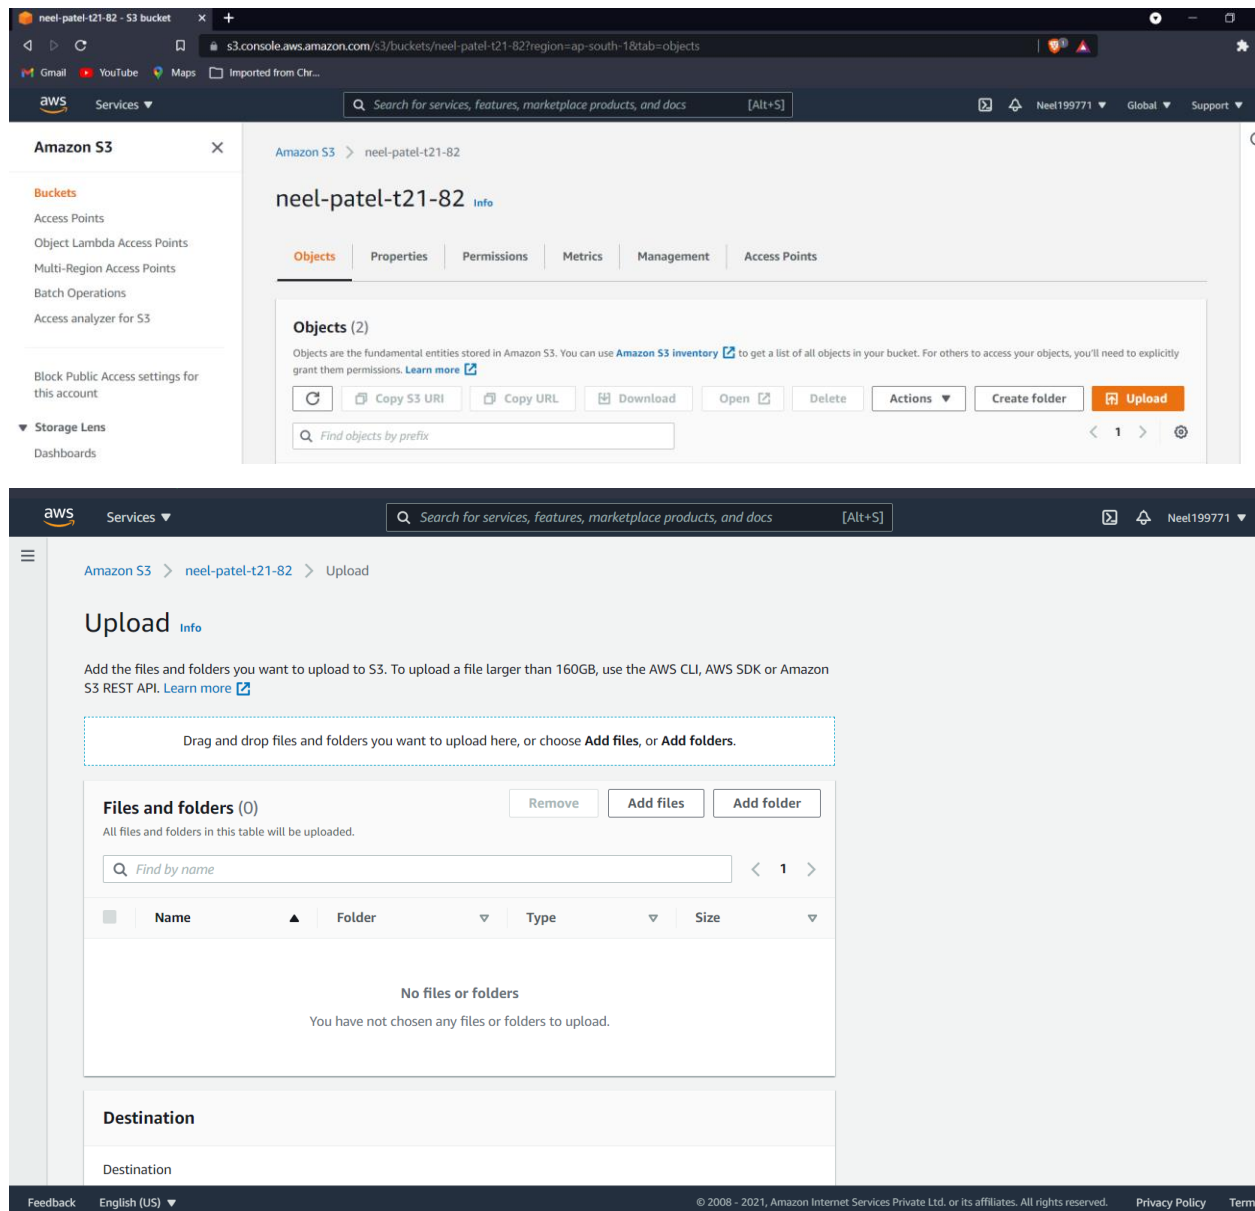 neel-patel-t21-82 - S3 bucket
s3.console.aws.amazon.com/s3/buckets/neel-patel-t21-82?region=ap-south-1&tab=objects
Gmail YouTube Maps Imported from Chr...
aws Services Search for services, features, marketplace products, and docs [Alt+S] Neel199771 Global Support
Amazon S3
Buckets
Access Points
Object Lambda Access Points
Multi-Region Access Points
Batch Operations
Access analyzer for S3
Block Public Access settings for
this account
Storage Lens
Dashboards
Amazon S3 > neel-patel-t21-82
neel-patel-t21-82 Info
Objects Properties Permissions Metrics Management Access Points
Objects (2)
Objects are the fundamental entities stored in Amazon S3. You can use Amazon S3 inventory to get a list of all objects in your bucket. For others to access your objects, you'll need to explicitly
grant them permissions. Learn more
Copy S3 URI Copy URL Download Open Delete Actions Create folder Upload
Find objects by prefix < 1 >
aws Services Search for services, features, marketplace products, and docs [Alt+S] Neel199771
Amazon S3 > neel-patel-t21-82 > Upload
Upload Info
Add the files and folders you want to upload to S3. To upload a file larger than 160GB, use the AWS CLI, AWS SDK or Amazon
S3 REST API. Learn more
Drag and drop files and folders you want to upload here, or choose Add files, or Add folders.
Files and folders (0) Remove Add files Add folder
All files and folders in this table will be uploaded.
Find by name < 1 >
Name Folder Type Size
No files or folders
You have not chosen any files or folders to upload.
Destination
Destination
Feedback English (US) © 2008 - 2021, Amazon Internet Services Private Ltd. or its affiliates. All rights reserved. Privacy Policy Term